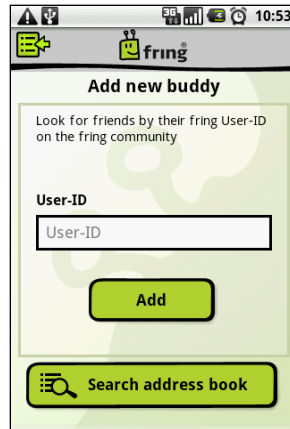 3G
10:53
fring
Add new buddy
Look for friends by their fring User-ID
on the fring community
User-ID
User-ID
Add
Search address book